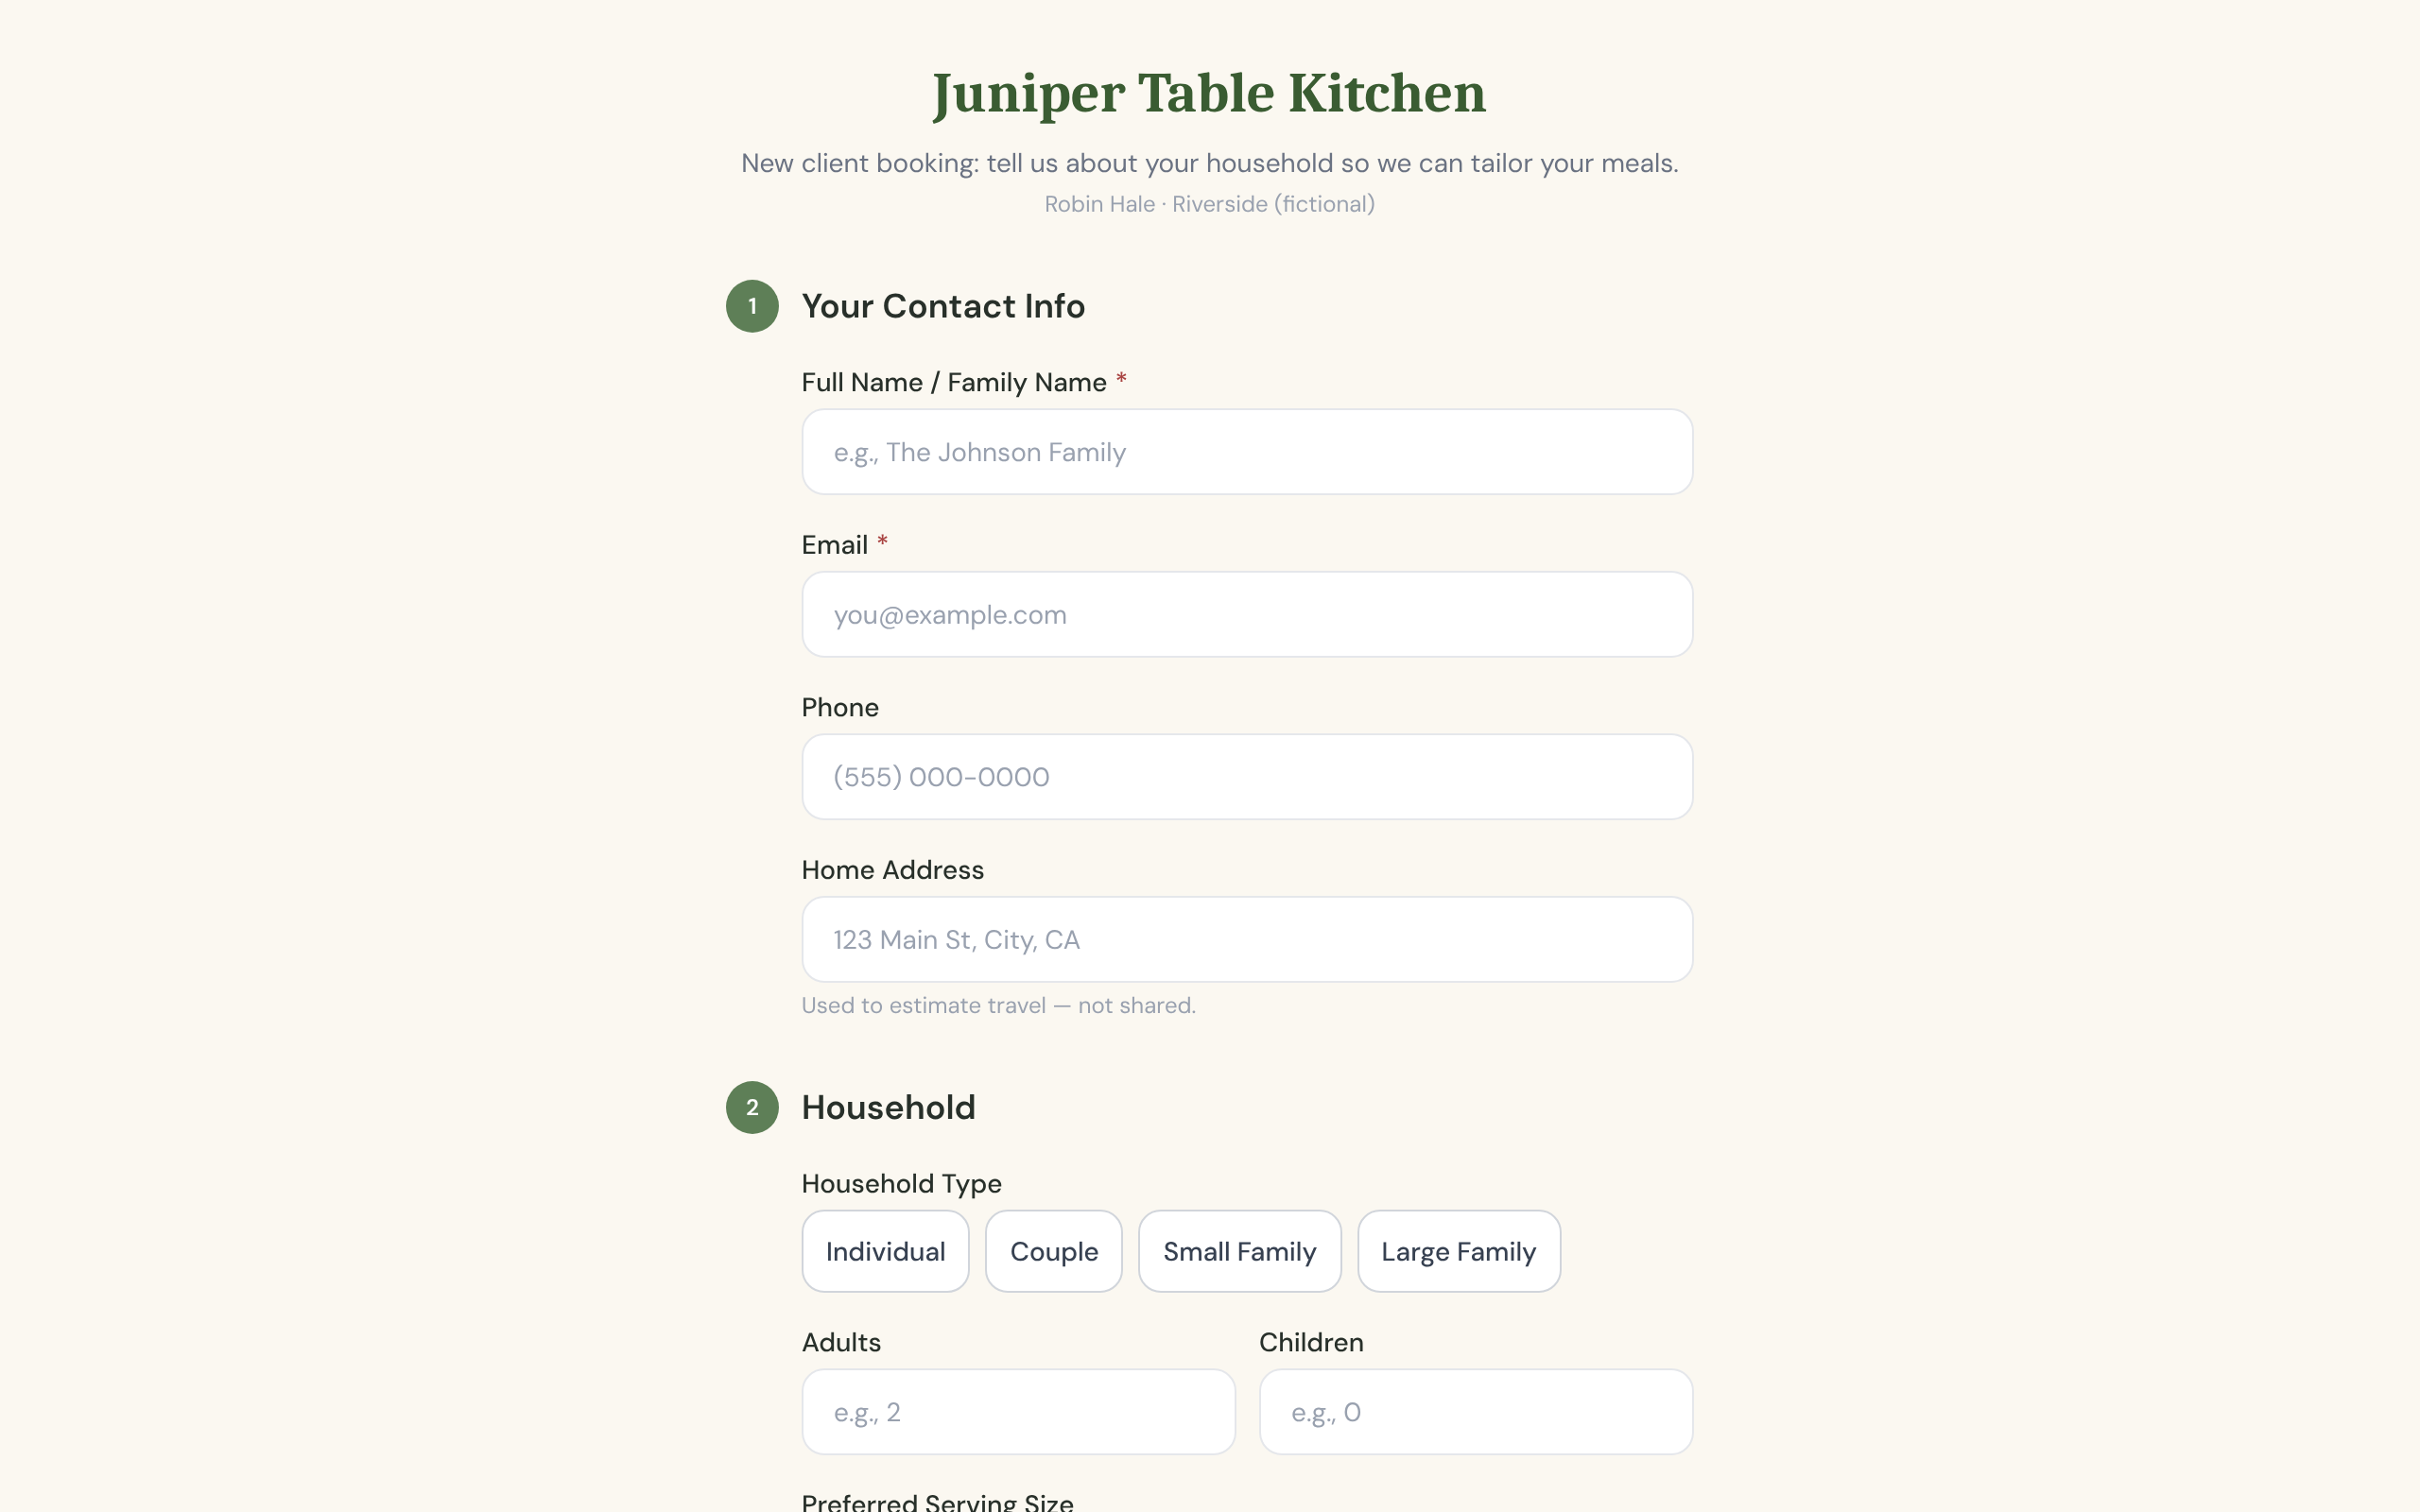 Juniper Table Kitchen
New client booking: tell us about your household so we can tailor your meals.
Robin Hale · Riverside (fictional)
1 Your Contact Info
Full Name / Family Name *
e.g., The Johnson Family
Email *
you@example.com
Phone
(555) 000-0000
Home Address
123 Main St, City, CA
Used to estimate travel — not shared.
2 Household
Household Type
Individual Couple Small Family Large Family
Adults Children
e.g., 2 e.g., 0
Preferred Serving Size